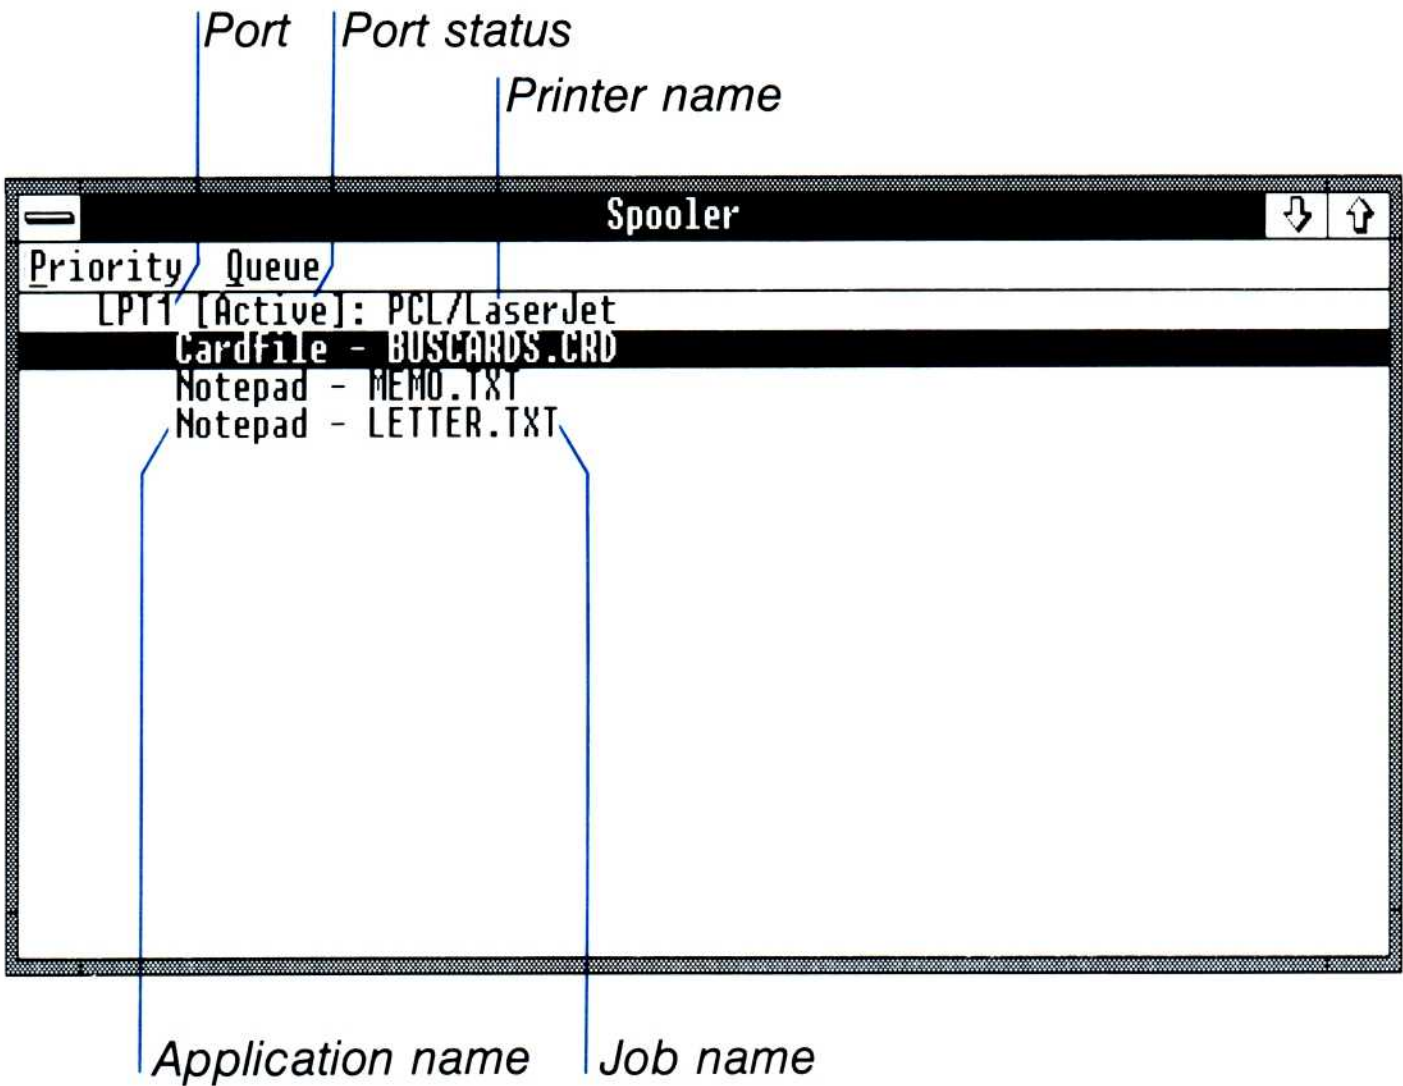 Port Port status
Printer name
Spooler
Priority Queue
LPT1 [Active]: PCL/LaserJet
Cardfile - BUSCARDS.CRD
Notepad - MEMO.TXT
Notepad - LETTER.TXT
Application name Job name